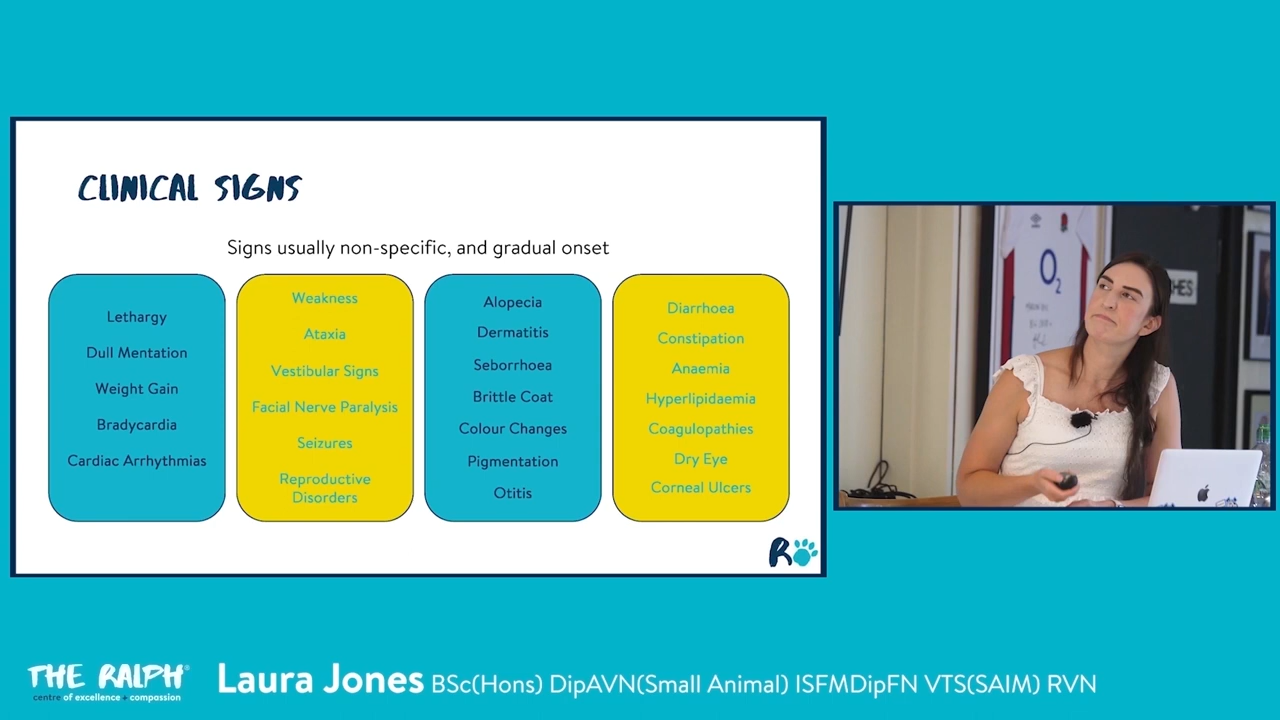 CLINICAL SIGNS
Signs usually non-specific, and gradual onset
Lethargy
Dull Mentation
Weight Gain
Bradycardia
Cardiac Arrhythmias
Weakness
Ataxia
Vestibular Signs
Facial Nerve Paralysis
Seizures
Reproductive
Disorders
Alopecia
Dermatitis
Seborrhoea
Brittle Coat
Colour Changes
Pigmentation
Otitis
Diarrhoea
Constipation
Anaemia
Hyperlipidaemia
Coagulopathies
Dry Eye
Corneal Ulcers
R
O2
HES
THE RALPH®
centre of excellence + compassion
Laura Jones BSc(Hons) DipAVN(Small Animal) ISFMDipFN VTS(SAIM) RVN